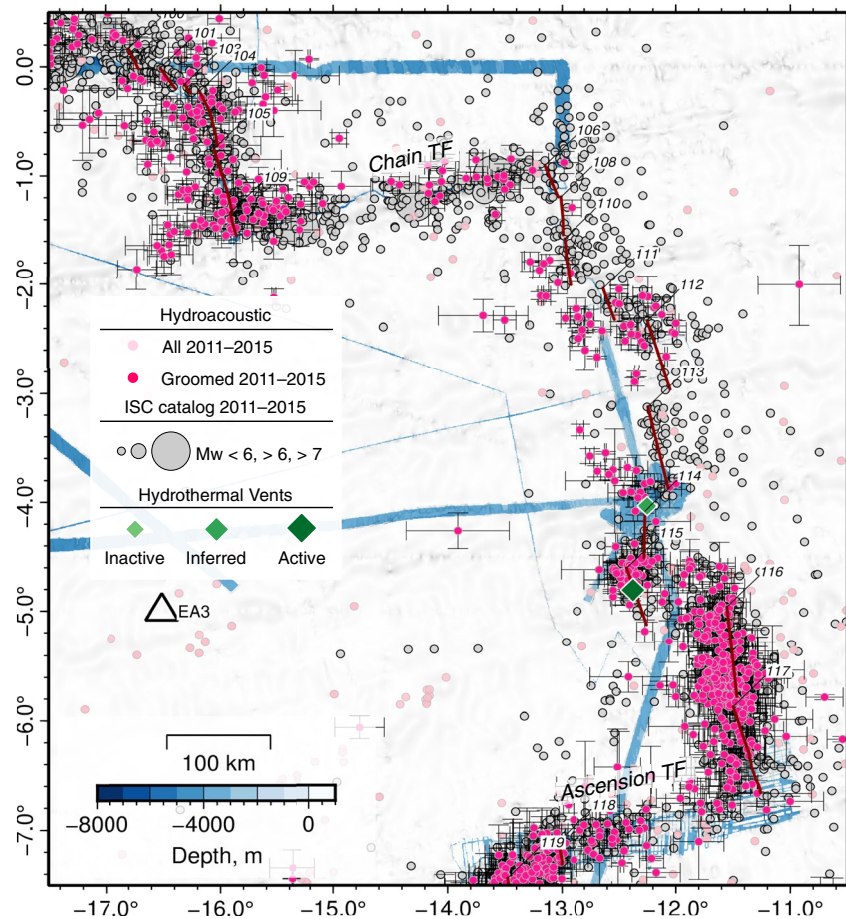 100
101
102
104
0.0°
105
106
Chain TF
108
−1.0°
109
110
111
−2.0°
112
Hydroacoustic
All 2011–2015
Groomed 2011–2015
113
−3.0°
ISC catalog 2011–2015
Mw < 6, > 6, > 7
114
−4.0°
Hydrothermal Vents
115
Inactive
Inferred
Active
116
EA3
−5.0°
117
−6.0°
100 km
Ascension TF
118
−8000
−4000
0
−7.0°
119
Depth, m
−17.0°
−16.0°
−15.0°
−14.0°
−13.0°
−12.0°
−11.0°